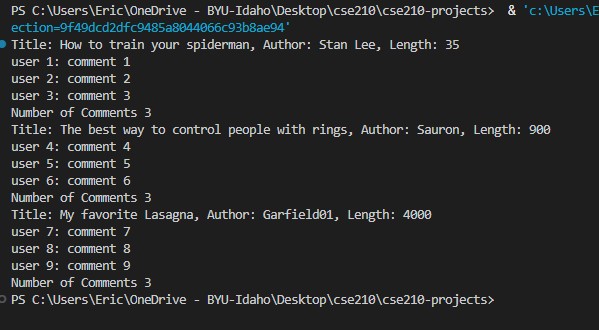 PS C:\Users\Eric\OneDrive - BYU-Idaho\Desktop\cse210\cse210-projects>  & 'c:\Users\E
ection=9f49dcd2dfc9485a8044066c93b8ae94'
Title: How to train your spiderman, Author: Stan Lee, Length: 35
user 1: comment 1
user 2: comment 2
user 3: comment 3
Number of Comments 3
Title: The best way to control people with rings, Author: Sauron, Length: 900
user 4: comment 4
user 5: comment 5
user 6: comment 6
Number of Comments 3
Title: My favorite Lasagna, Author: Garfield01, Length: 4000
user 7: comment 7
user 8: comment 8
user 9: comment 9
Number of Comments 3
PS C:\Users\Eric\OneDrive - BYU-Idaho\Desktop\cse210\cse210-projects>